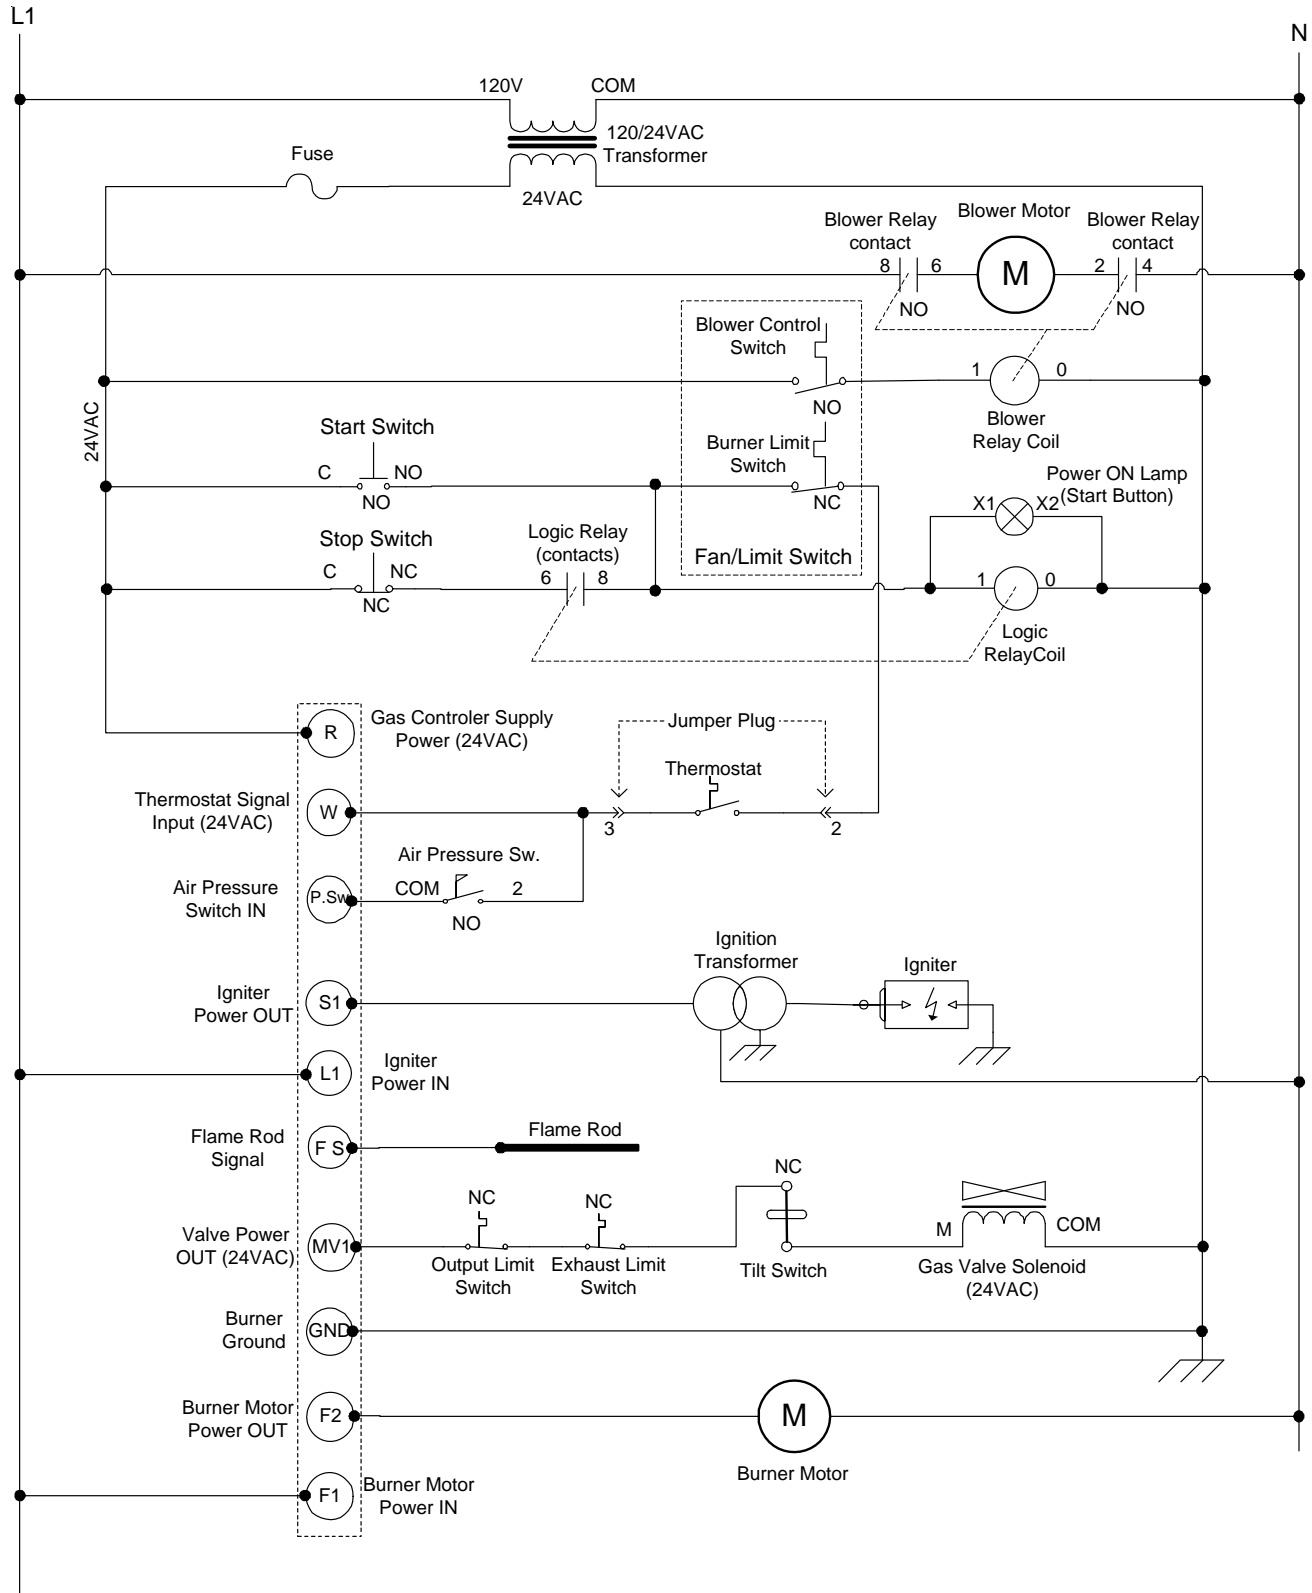 L1
N
120V
COM
120/24VAC
Transformer
Fuse
24VAC
Blower Relay
contact
Blower Motor
Blower Relay
contact
8
6
M
2
4
NO
NO
Blower Control
Switch
NO
1
0
Blower
Relay Coil
24VAC
Start Switch
C
NO
NO
Burner Limit
Switch
NC
Fan/Limit Switch
Power ON Lamp
(Start Button)
X1
X2
Stop Switch
C
NC
NC
Logic Relay
(contacts)
6
8
1
0
Logic
RelayCoil
R
Gas Controler Supply
Power (24VAC)
Jumper Plug
Thermostat
Thermostat Signal
Input (24VAC)
W
3
2
Air Pressure Sw.
Air Pressure
Switch IN
P.Sw
COM
2
NO
Ignition
Transformer
Igniter
Igniter
Power OUT
S1
L1
Igniter
Power IN
Flame Rod
Signal
F S
Flame Rod
NC
NC
NC
Valve Power
OUT (24VAC)
MV1
Output Limit
Switch
Exhaust Limit
Switch
Tilt Switch
M
COM
Gas Valve Solenoid
(24VAC)
Burner
Ground
GND
Burner Motor
Power OUT
F2
M
Burner Motor
F1
Burner Motor
Power IN